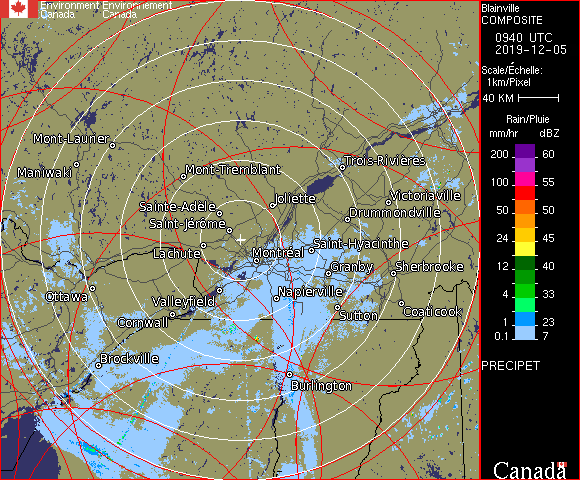 Environment Environnement
Canada Canada
Blainville
COMPOSITE
0940 UTC
2019-12-05
Scale/Échelle:
1km/Pixel
40 KM
Rain/Pluie
mm/hr dBZ
200 60
100 55
50 50
24 45
12 40
4 33
1 23
0.1 7
PRECIPET
Canada
Mont-Laurier
Maniwaki
Mont-Tremblant
Trois-Rivières
Sainte-Adèle
Joliette
Victoriaville
Saint-Jérôme
Drummondville
Lachute
Montréal
Saint-Hyacinthe
Granby
Sherbrooke
Ottawa
Valleyfield
Napierville
Coaticook
Cornwall
Sutton
Brockville
Burlington